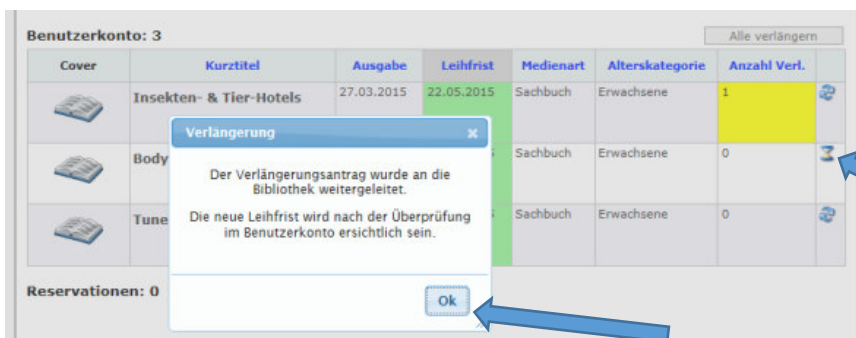 Benutzerkonto: 3 Alle verlängern
Cover Kurztitel Ausgabe Leihfrist Medienart Alterskategorie Anzahl Verl.
Insekten- & Tier-Hotels 27.03.2015 22.05.2015 Sachbuch Erwachsene 1
Verlängerung
Body Sachbuch Erwachsene 0
Der Verlängerungsantrag wurde an die
Bibliothek weitergeleitet.
Tune Sachbuch Erwachsene 0
Die neue Leihfrist wird nach der Überprüfung
im Benutzerkonto ersichtlich sein.
Reservationen: 0
Ok